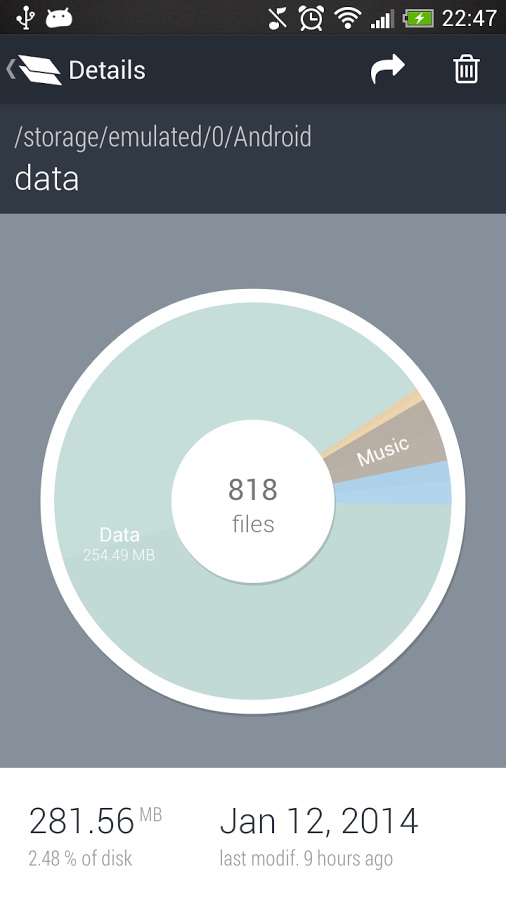 22:47
Details
/storage/emulated/0/Android
data
Music
818
files
Data
254.49 MB
281.56 MB
2.48 % of disk
Jan 12, 2014
last modif. 9 hours ago